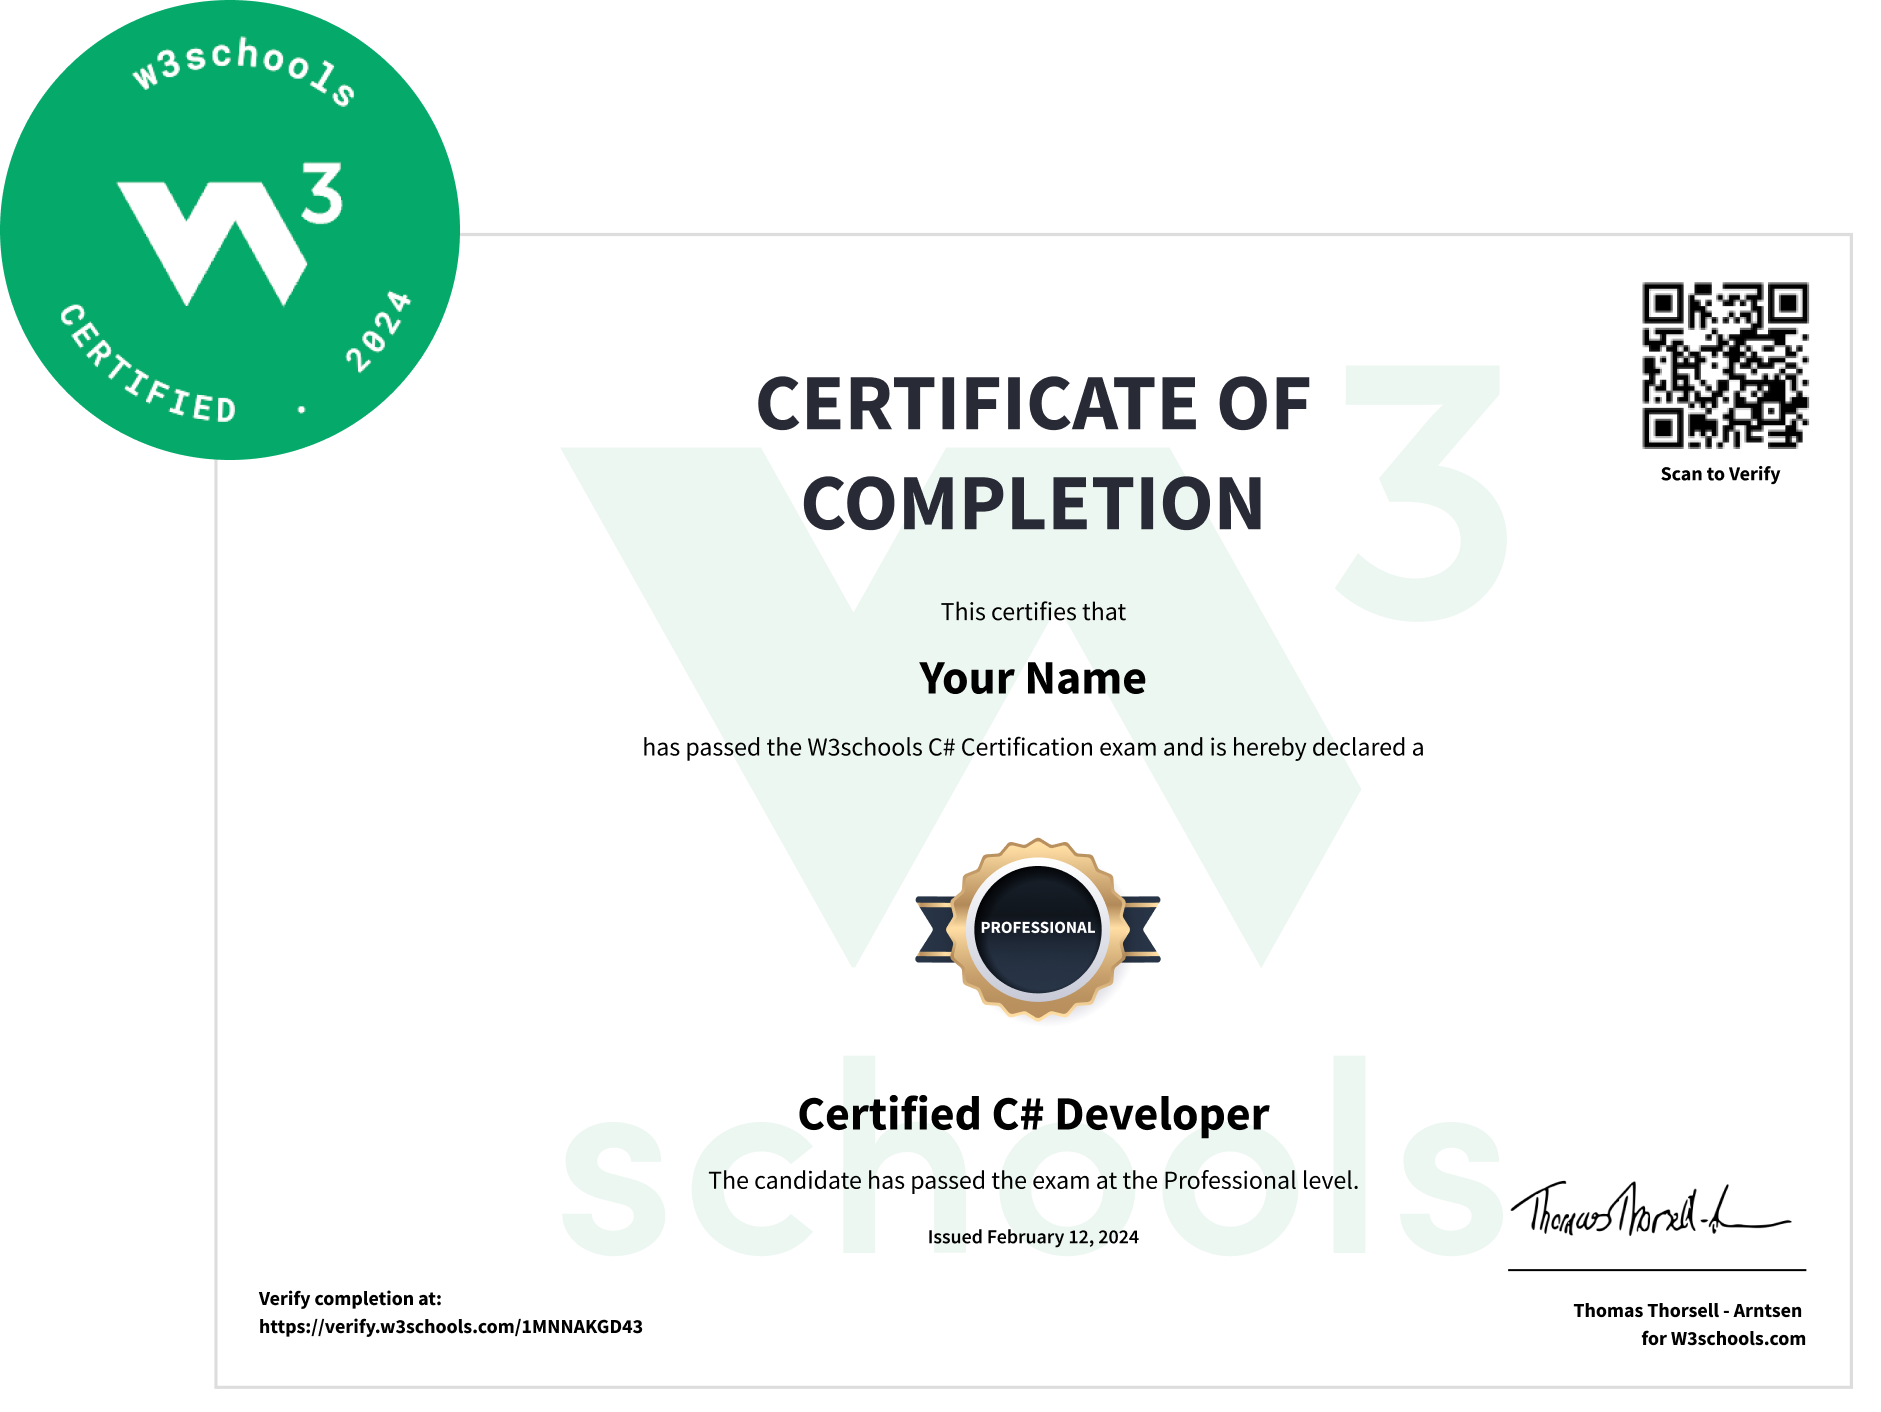 w3schools
W3
CERTIFIED . 2024
Scan to Verify
CERTIFICATE OF
COMPLETION
This certifies that
Your Name
has passed the W3schools C# Certification exam and is hereby declared a
PROFESSIONAL
Certified C# Developer
The candidate has passed the exam at the Professional level.
Issued February 12, 2024
W3
schools
Thomas Thorsell-A
Verify completion at:
https://verify.w3schools.com/1MNNAKGD43
Thomas Thorsell - Arntsen
for W3schools.com